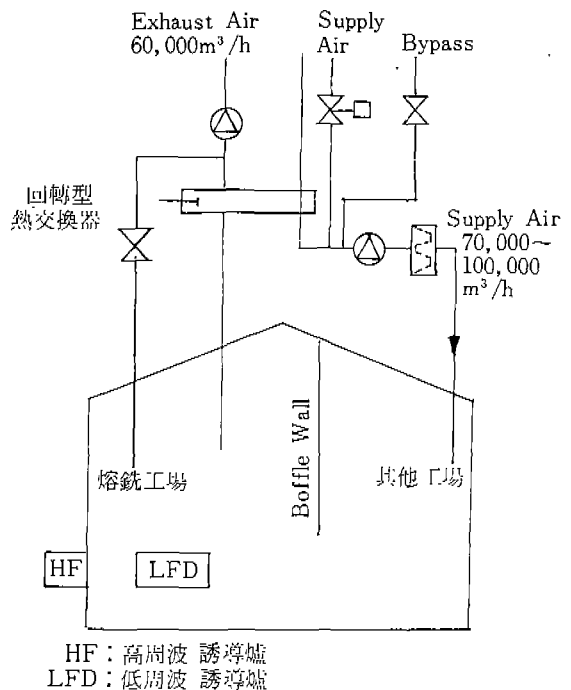 Exhaust Air
60,000m³/h
Supply
Air
Bypass
回轉型
熱交換器
Supply Air
70,000~
100,000
m³/h
Boffle Wall
熔銑工場
其他工場
HF
LFD
HF : 高周波 誘導爐
LFD : 低周波 誘導爐